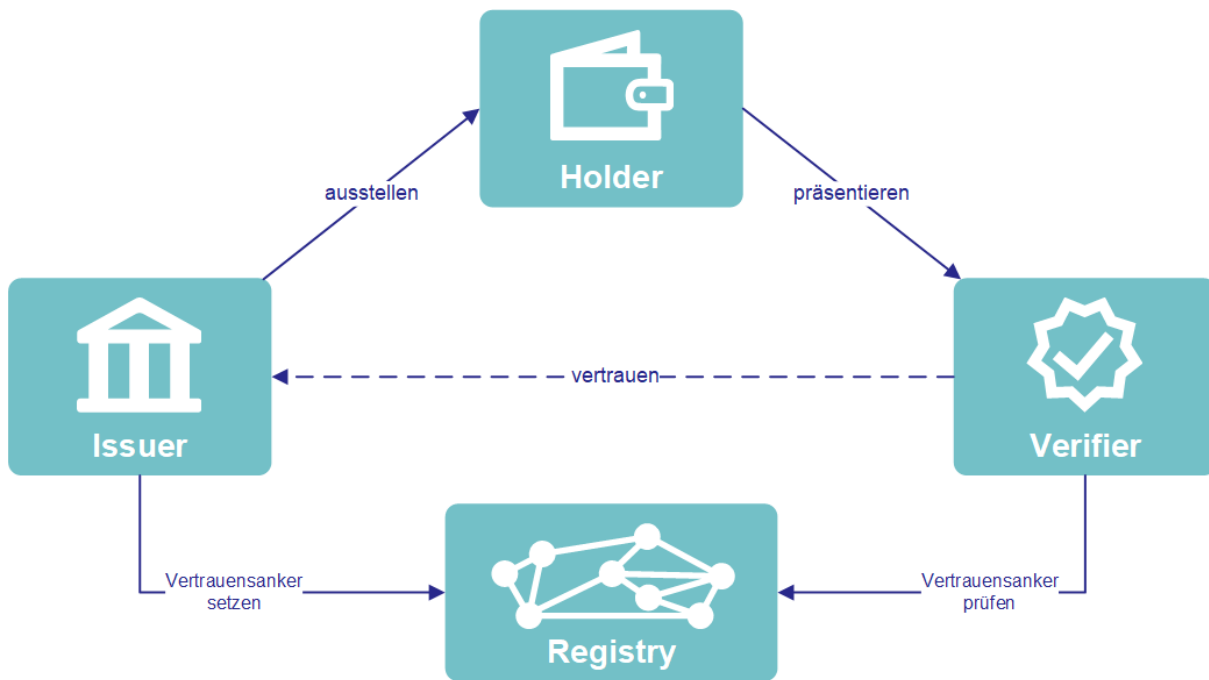 Holder
ausstellen
präsentieren
vertrauen
Issuer
Verifier
Vertrauensanker
setzen
Vertrauensanker
prüfen
Registry